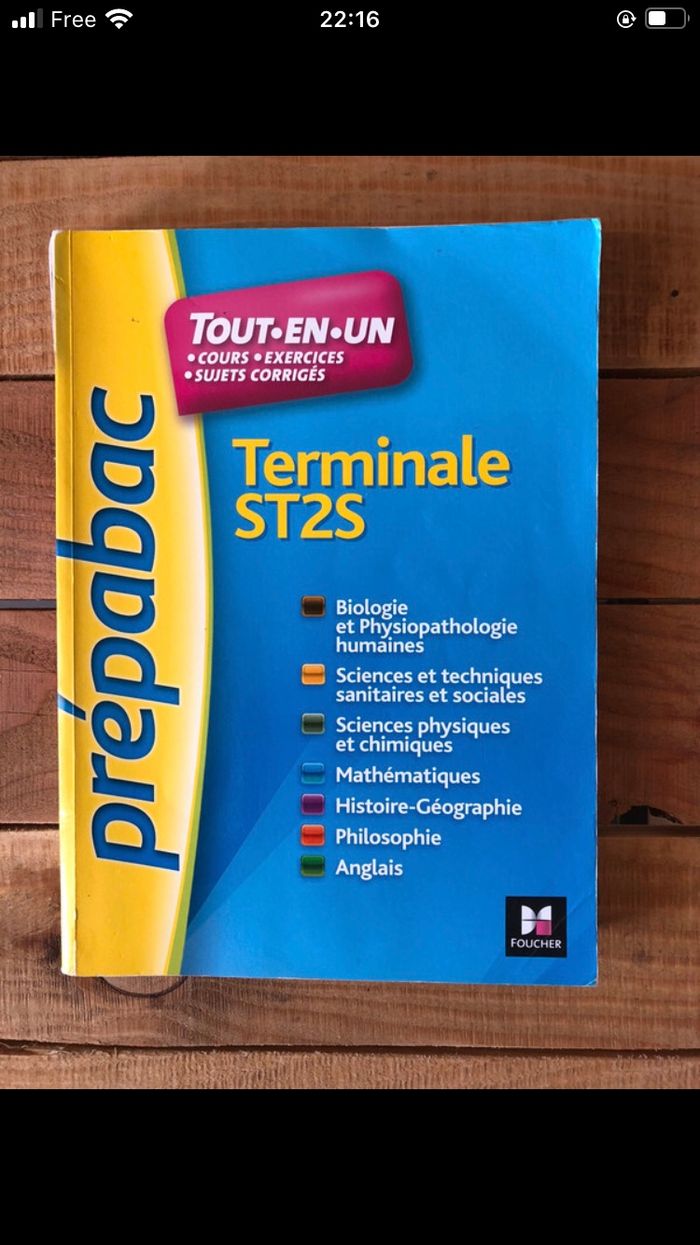 Free
22:16
TOUT•EN•UN
• COURS • EXERCICES
• SUJETS CORRIGÉS
prépabac
Terminale
ST2S
Biologie
et Physiopathologie
humaines
Sciences et techniques
sanitaires et sociales
Sciences physiques
et chimiques
Mathématiques
Histoire-Géographie
Philosophie
Anglais
FOUCHER